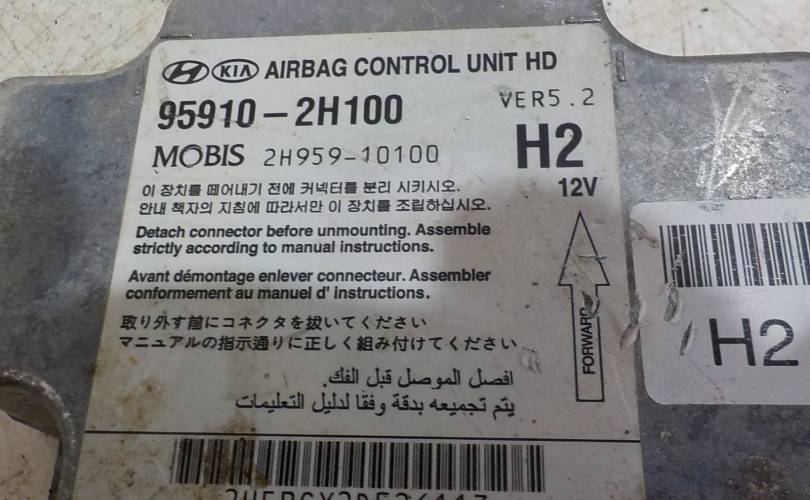 KIA AIRBAG CONTROL UNIT HD
95910-2H100
VER5.2
MOBIS 2H959-10100
H2
12V
이 장치를 떼어내기 전에 커넥터를 분리 시키시오.
안내 책자의 지침에 따라서만 이 장치를 조립하십시오.
Detach connector before unmounting. Assemble
strictly according to manual instructions.
Avant démontage enlever connecteur. Assembler
conformement au manuel d' instructions.
取り外す前にコネクタを抜いてください
マニュアルの指示通りに正しく組み付けてください
افصل الموصل قبل الفك.
يتم تجميعه بدقة وفقا لدليل التعليمات
FORWARD
H2